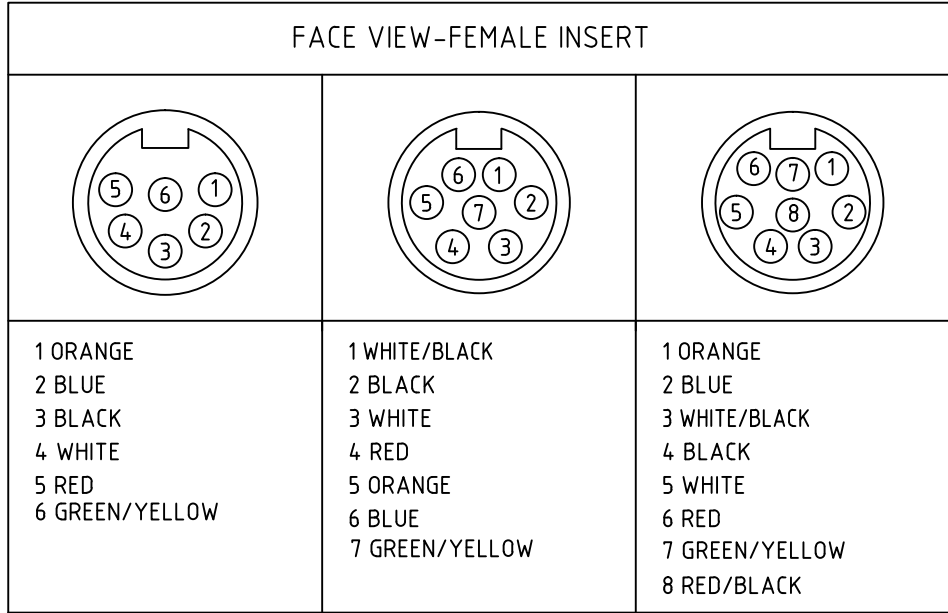 FACE VIEW-FEMALE INSERT
5 6 1
4 2
3
6 1
5 7 2
4 3
6 7 1
5 8 2
4 3
1 ORANGE
2 BLUE
3 BLACK
4 WHITE
5 RED
6 GREEN/YELLOW
1 WHITE/BLACK
2 BLACK
3 WHITE
4 RED
5 ORANGE
6 BLUE
7 GREEN/YELLOW
1 ORANGE
2 BLUE
3 WHITE/BLACK
4 BLACK
5 WHITE
6 RED
7 GREEN/YELLOW
8 RED/BLACK